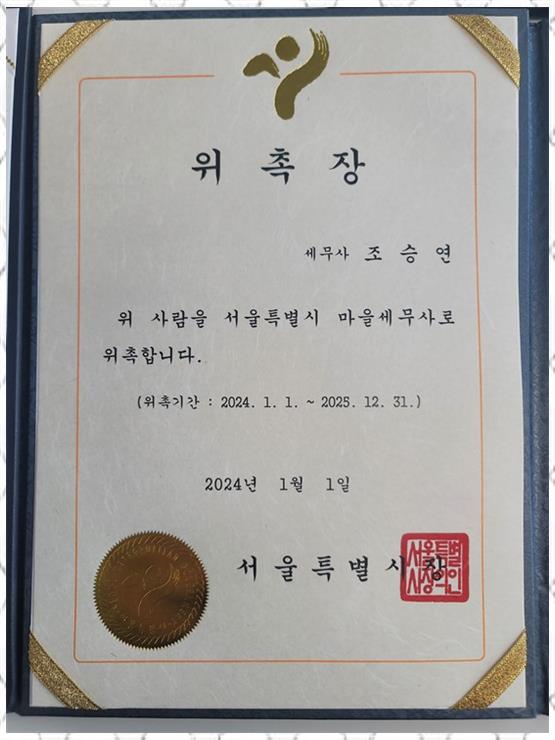 위 촉 장
세무사 조 승 연
위 사람을 서울특별시 마을세무사로
위촉합니다.
(위촉기간 : 2024. 1. 1. ~ 2025. 12. 31.)
2024년 1월 1일
서 울 특 별 시 장
서울특별
시장의인